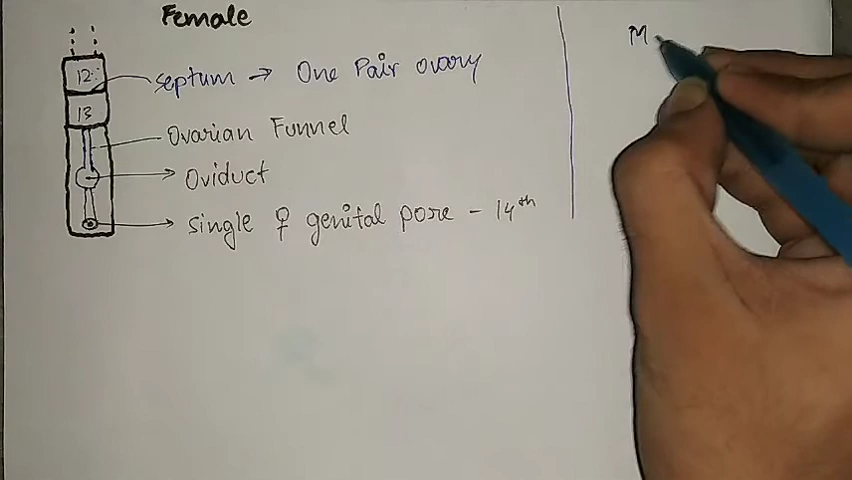 Female
12
septum → One Pair ovary
13
Ovarian Funnel
Oviduct
single ♀ genital pore - 14th
M